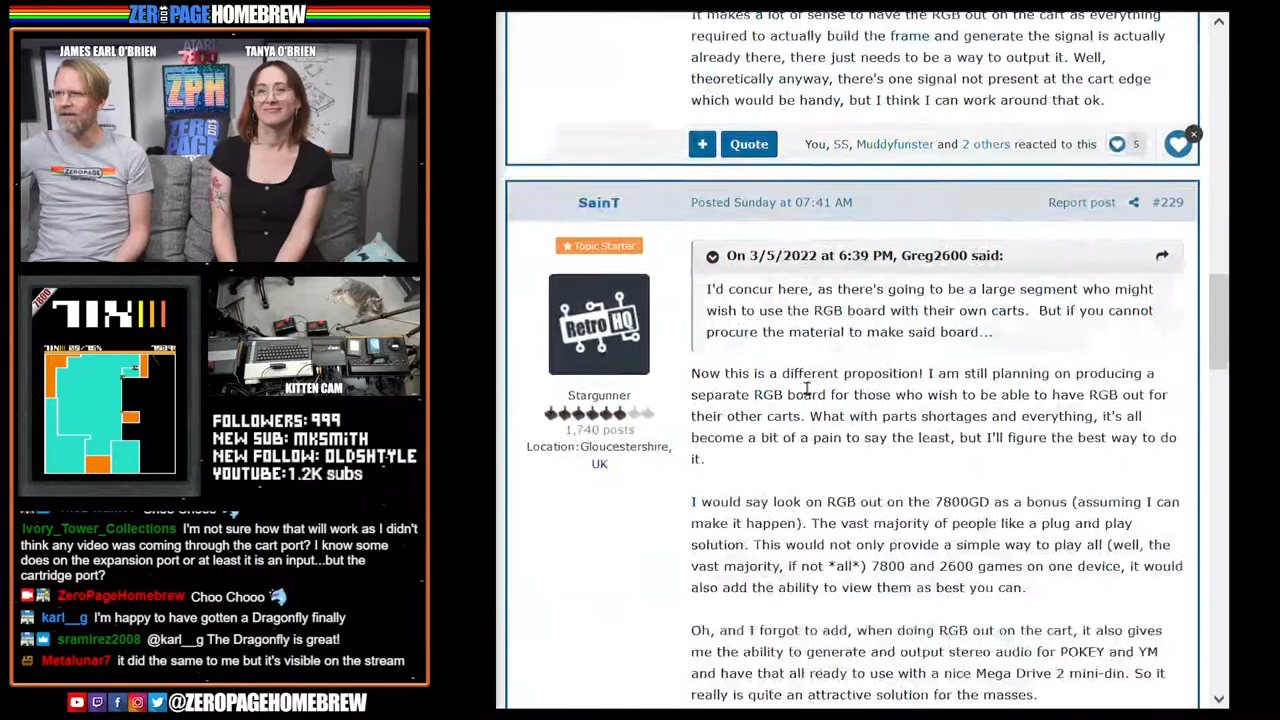 ZEROPAGEHOMEBREW
JAMES EARL O'BRIEN
TANYA O'BRIEN
ATARI
7800
ZPH
ZERO
PAGE
ZEROPAGE
7800
KITTEN CAM
FOLLOWERS: 999
NEW SUB: MKSMITH
NEW FOLLOW: OLDSHTYLE
YOUTUBE: 1.2K subs
Ivory_Tower_Collections I'm not sure how that will work as I didn't
think any video was coming through the cart port? I know some
does on the expansion port or at least it is an input...but the
cartridge port?
ZeroPageHomebrew Choo Chooo
karl__g I'm happy to have gotten a Dragonfly finally
sramirez2008 @karl__g The Dragonfly is great!
Metalunar7 it did the same to me but it's visible on the stream
@ZEROPAGEHOMEBREW
It makes a lot of sense to have the RGB out on the cart as everything
required to actually build the frame and generate the signal is actually
already there, there just needs to be a way to output it. Well,
theoretically anyway, there's one signal not present at the cart edge
which would be handy, but I think I can work around that ok.
+ Quote You, SS, Muddyfunster and 2 others reacted to this 5
SainT Posted Sunday at 07:41 AM Report post #229
Topic Starter
Retro HQ
Stargunner
1,740 posts
Location: Gloucestershire,
UK
On 3/5/2022 at 6:39 PM, Greg2600 said:
I'd concur here, as there's going to be a large segment who might
wish to use the RGB board with their own carts. But if you cannot
procure the material to make said board...
Now this is a different proposition! I am still planning on producing a
separate RGB board for those who wish to be able to have RGB out for
their other carts. What with parts shortages and everything, it's all
become a bit of a pain to say the least, but I'll figure the best way to do
it.
I would say look on RGB out on the 7800GD as a bonus (assuming I can
make it happen). The vast majority of people like a plug and play
solution. This would not only provide a simple way to play all (well, the
vast majority, if not *all*) 7800 and 2600 games on one device, it would
also add the ability to view them as best you can.
Oh, and I forgot to add, when doing RGB out on the cart, it also gives
me the ability to generate and output stereo audio for POKEY and YM
and have that all ready to use with a nice Mega Drive 2 mini-din. So it
really is quite an attractive solution for the masses.